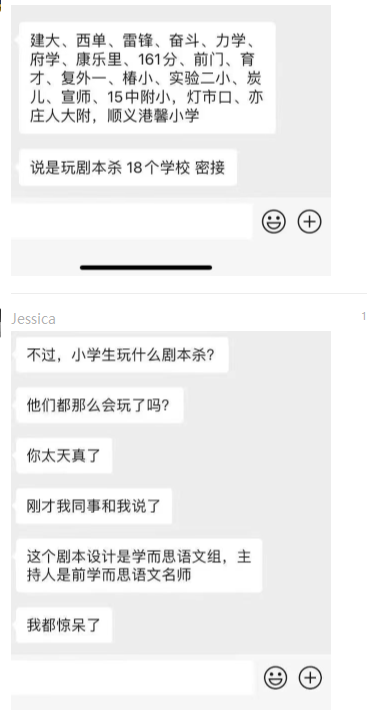 建大、西单、雷锋、奋斗、力学、
府学、康乐里、161分、前门、育
才、复外一、椿小、实验二小、炭
儿、宣师、15中附小，灯市口、亦
庄人大附，顺义港馨小学
说是玩剧本杀 18个学校 密接
Jessica
1
不过，小学生玩什么剧本杀？
他们都那么会玩了吗？
你太天真了
刚才我同事和我说了
这个剧本设计是学而思语文组，主
持人是前学而思语文名师
我都惊呆了